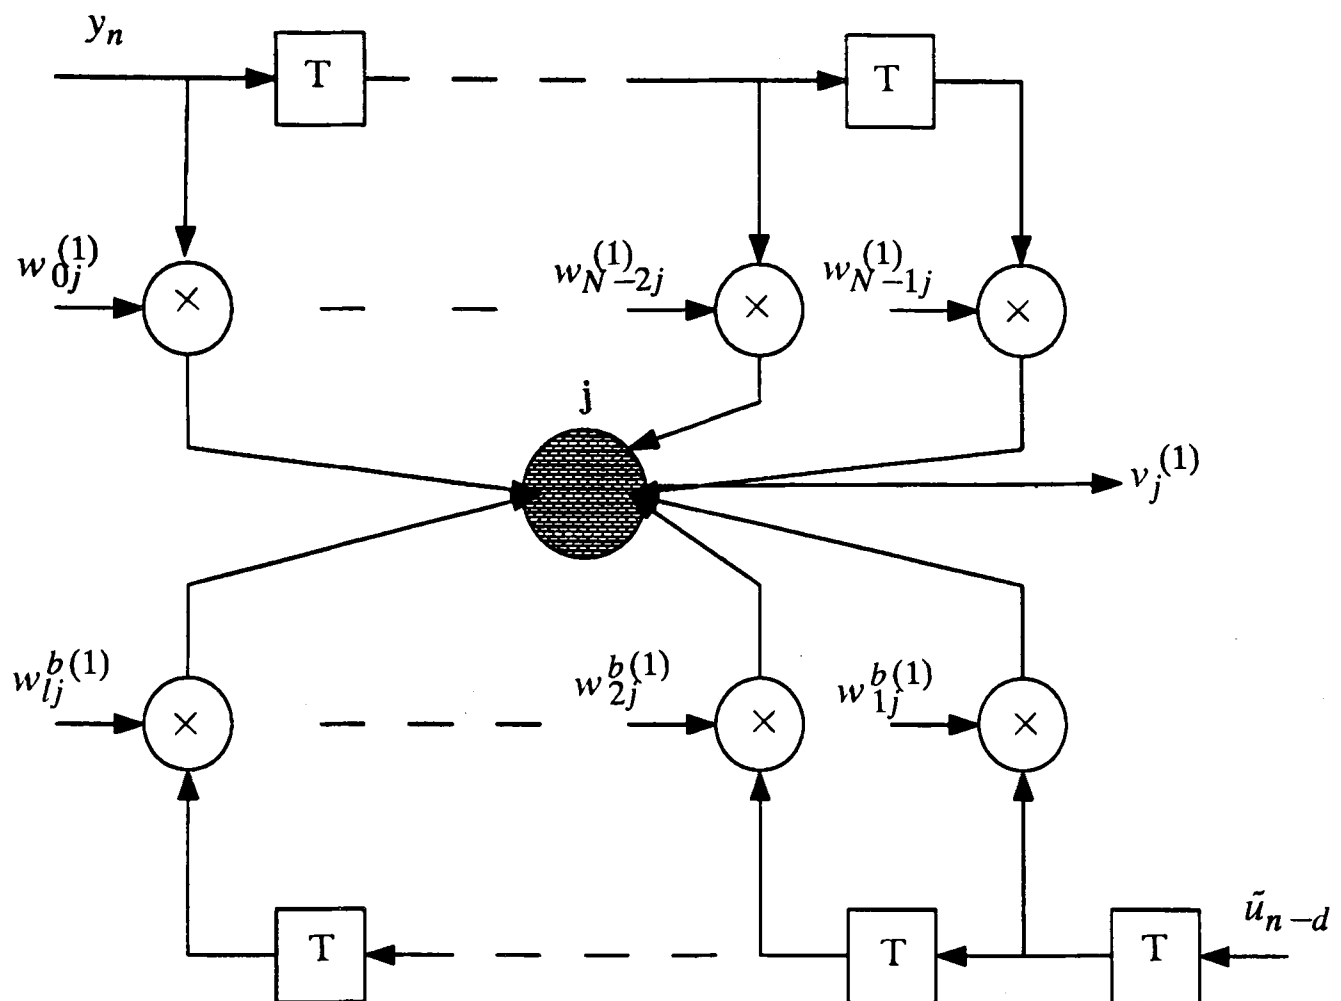 y_n
T
T
w_{0j}^{(1)}
w_{N-2j}^{(1)}
w_{N-1j}^{(1)}
×
×
×
j
v_j^{(1)}
w_{lj}^{b(1)}
w_{2j}^{b(1)}
w_{1j}^{b(1)}
×
×
×
ũ_{n-d}
T
T
T